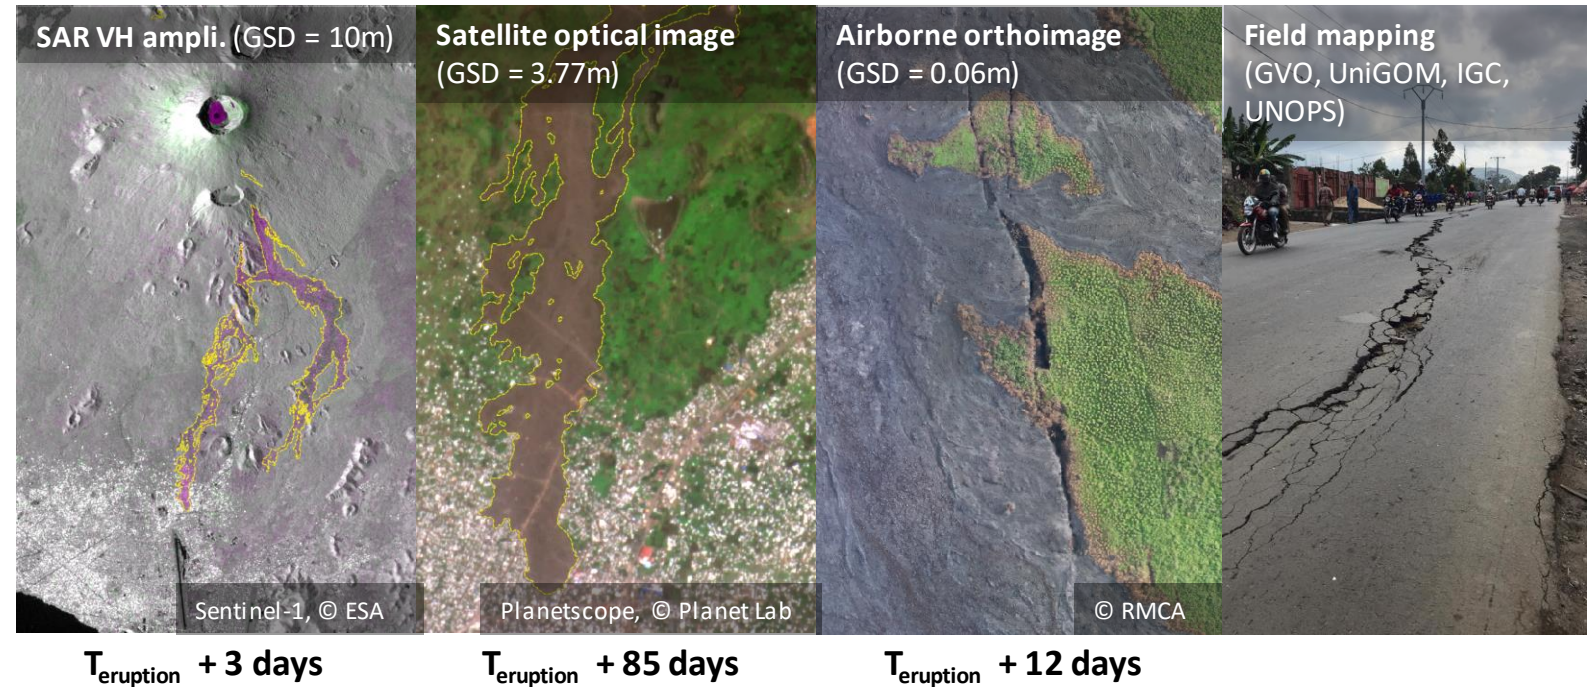 SAR VH ampli. (GSD = 10m)
Satellite optical image
(GSD = 3.77m)
Airborne orthoimage
(GSD = 0.06m)
Field mapping
(GVO, UniGOM, IGC,
UNOPS)
Sentinel-1, © ESA
Planetscope, © Planet Lab
© RMCA
Teruption + 3 days
Teruption + 85 days
Teruption + 12 days